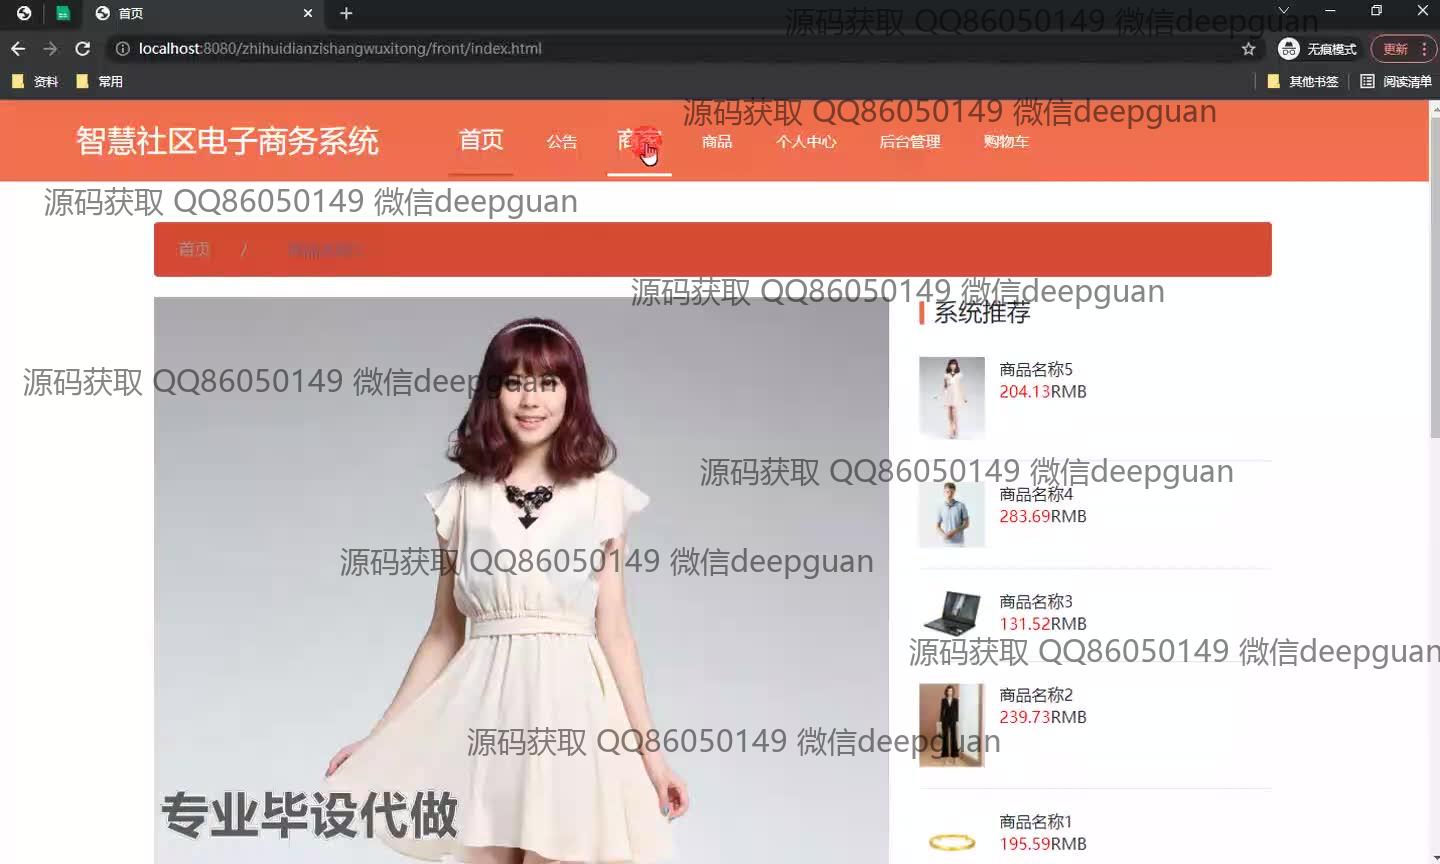 首页
源码获取 QQ86050149 微信deepguan
localhost:8080/zhihuidianzishangwuxitong/front/index.html
无痕模式
更新
资料
常用
其他书签
阅读清单
源码获取 QQ86050149 微信deepguan
智慧社区电子商务系统
首页
公告
商品
个人中心
后台管理
购物车
源码获取 QQ86050149 微信deepguan
首页 /
源码获取 QQ86050149 微信deepguan
系统推荐
商品名称5
204.13RMB
源码获取 QQ86050149 微信deepguan
源码获取 QQ86050149 微信deepguan
商品名称4
283.69RMB
源码获取 QQ86050149 微信deepguan
商品名称3
131.52RMB
源码获取 QQ86050149 微信deepguan
商品名称2
239.73RMB
源码获取 QQ86050149 微信deepguan
专业毕设代做
商品名称1
195.59RMB